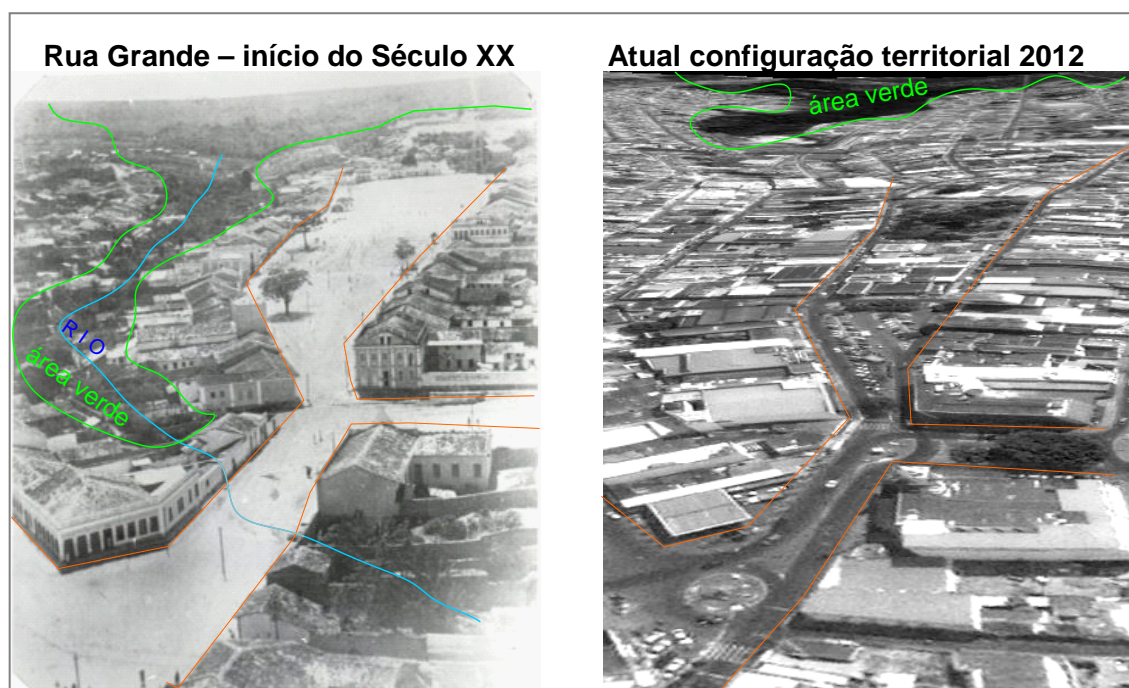 Rua Grande – início do Século XX
Atual configuração territorial 2012
área verde
RIO
área verde